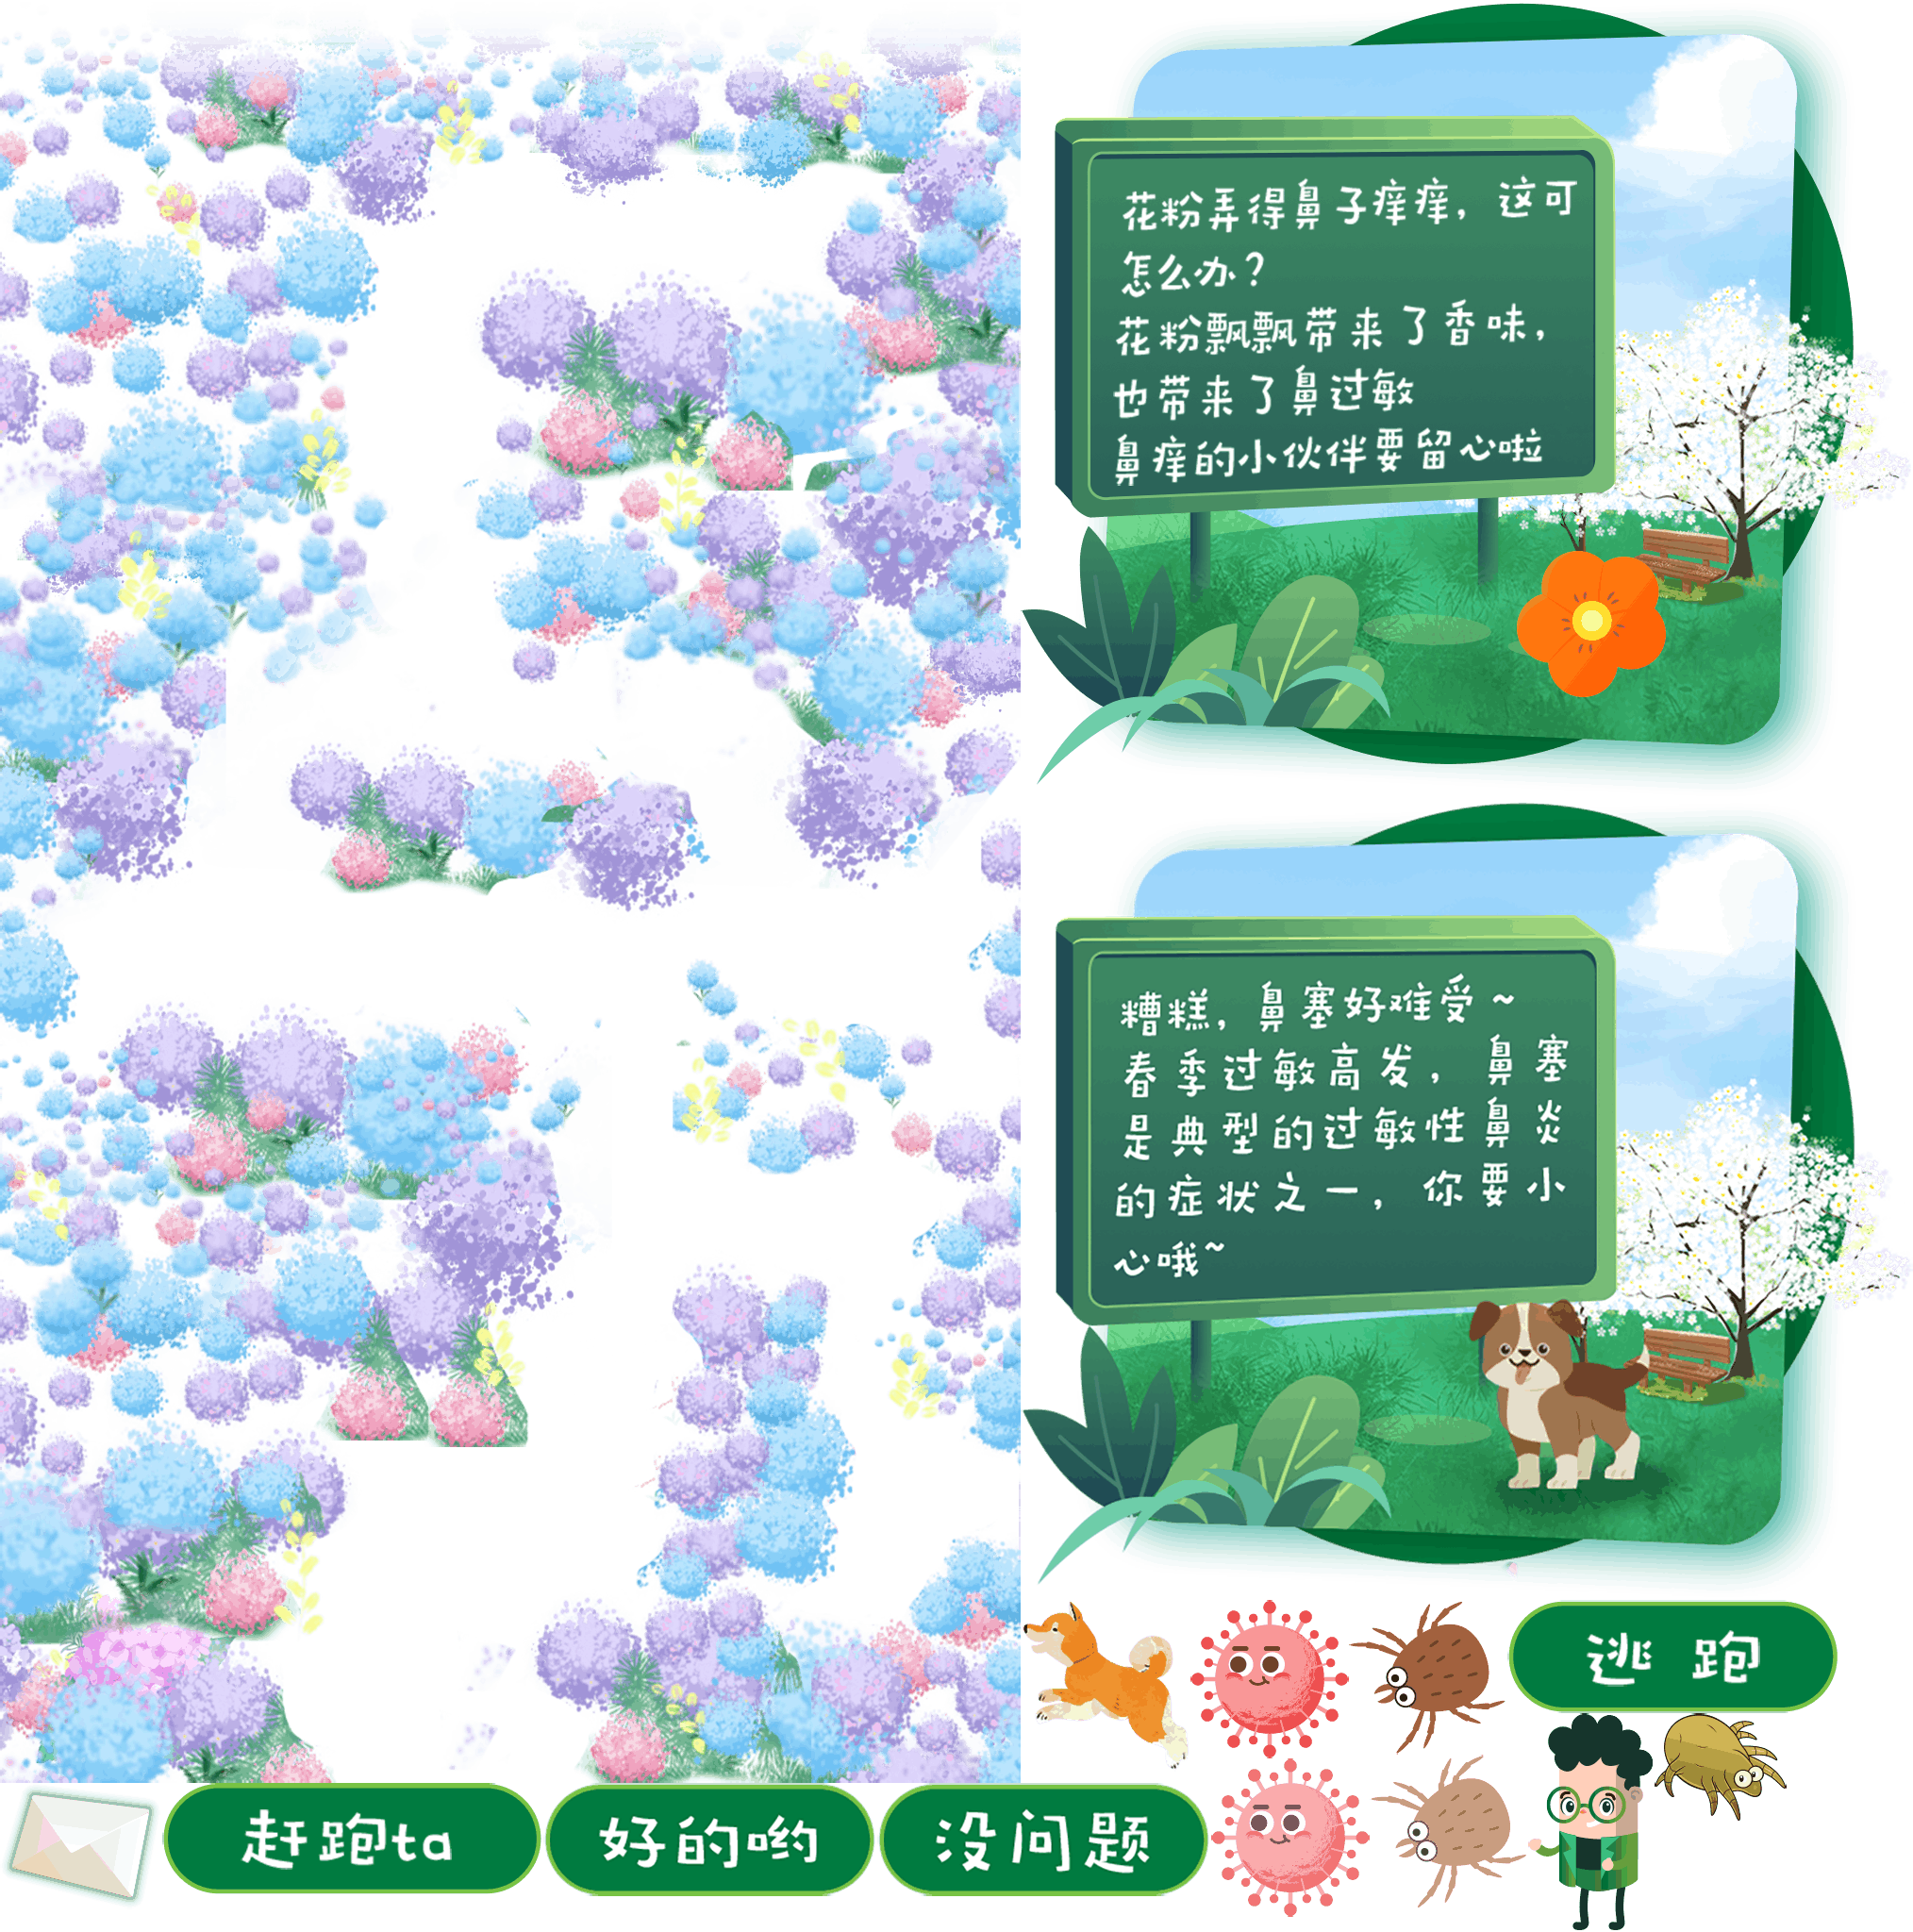 花粉弄得鼻子痒痒，这可
怎么办？
花粉飘飘带来了香味，
也带来了鼻过敏
鼻痒的小伙伴要留心啦
糟糕，鼻塞好难受~
春季过敏高发，鼻塞
是典型的过敏性鼻炎
的症状之一，你要小
心哦~
逃跑
赶跑ta
好的哟
没问题